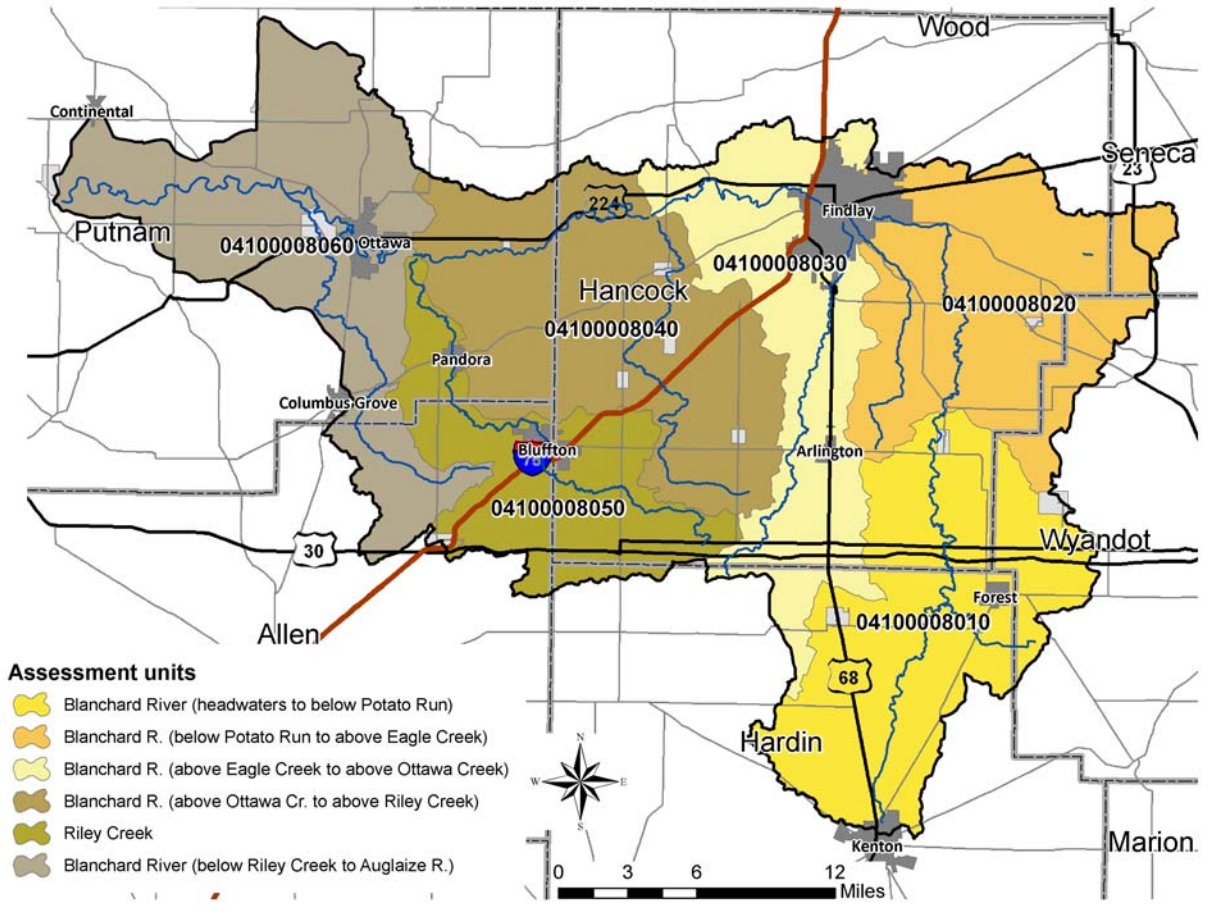 Wood
Continental
Seneca
23
Findlay
224
Putnam
04100008060
Ottawa
04100008030
Hancock
04100008020
04100008040
Pandora
Columbus Grove
Bluffton
75
Arlington
04100008050
30
Wyandot
Forest
04100008010
Allen
68
Hardin
Kenton
Marion
Assessment units
Blanchard River (headwaters to below Potato Run)
Blanchard R. (below Potato Run to above Eagle Creek)
Blanchard R. (above Eagle Creek to above Ottawa Creek)
Blanchard R. (above Ottawa Cr. to above Riley Creek)
Riley Creek
Blanchard River (below Riley Creek to Auglaize R.)
N
W E
S
0 3 6 12
Miles